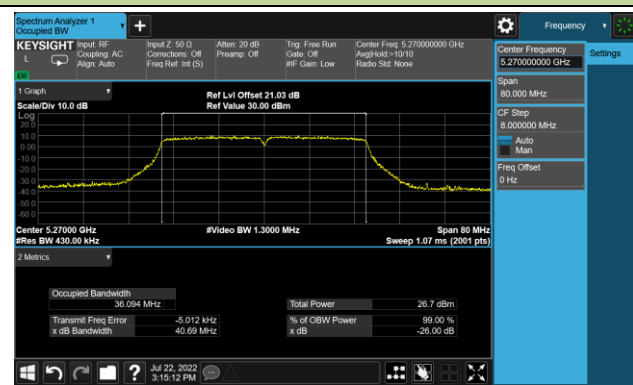 Spectrum Analyzer 1
Occupied BW
Frequency
KEYSIGHT
L
Input: RF
Coupling: AC
Align: Auto
Input Z: 50 Ω
Corrections: Off
Freq Ref: Int (S)
Atten: 20 dB
Preamp: Off
Trig: Free Run
Gate: Off
#IF Gain: Low
Center Freq: 5.270000000 GHz
Avg|Hold:>10/10
Radio Std: None
1 Graph
Scale/Div 10.0 dB
Ref Lvl Offset 21.03 dB
Ref Value 30.00 dBm
Log
20.0
10.0
0.00
-10.0
-20.0
-30.0
-40.0
-50.0
-60.0
Center 5.27000 GHz
#Res BW 430.00 kHz
#Video BW 1.3000 MHz
Span 80 MHz
Sweep 1.07 ms (2001 pts)
2 Metrics
Occupied Bandwidth
36.094 MHz
Transmit Freq Error -5.012 kHz
x dB Bandwidth 40.69 MHz
Total Power 26.7 dBm
% of OBW Power 99.00 %
x dB -26.00 dB
Jul 22, 2022
3:15:12 PM
Center Frequency
5.270000000 GHz
Span
80.000 MHz
CF Step
8.000000 MHz
Auto
Man
Freq Offset
0 Hz
Settings